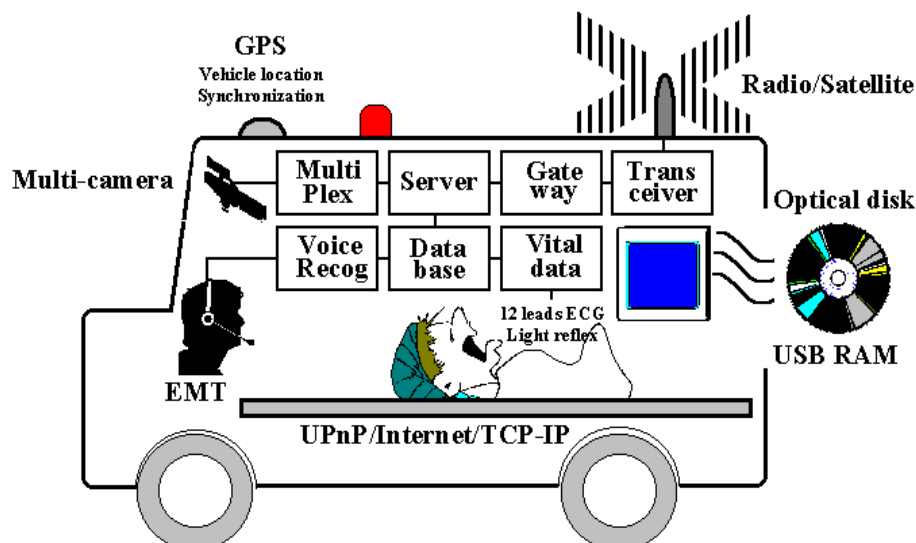 GPS
Vehicle location
Synchronization
Radio/Satellite
Multi-camera
Multi
Plex
Server
Gate
way
Trans
ceiver
Optical disk
Voice
Recog
Data
base
Vital
data
12 leads ECG
Light reflex
USB RAM
EMT
UPnP/Internet/TCP-IP